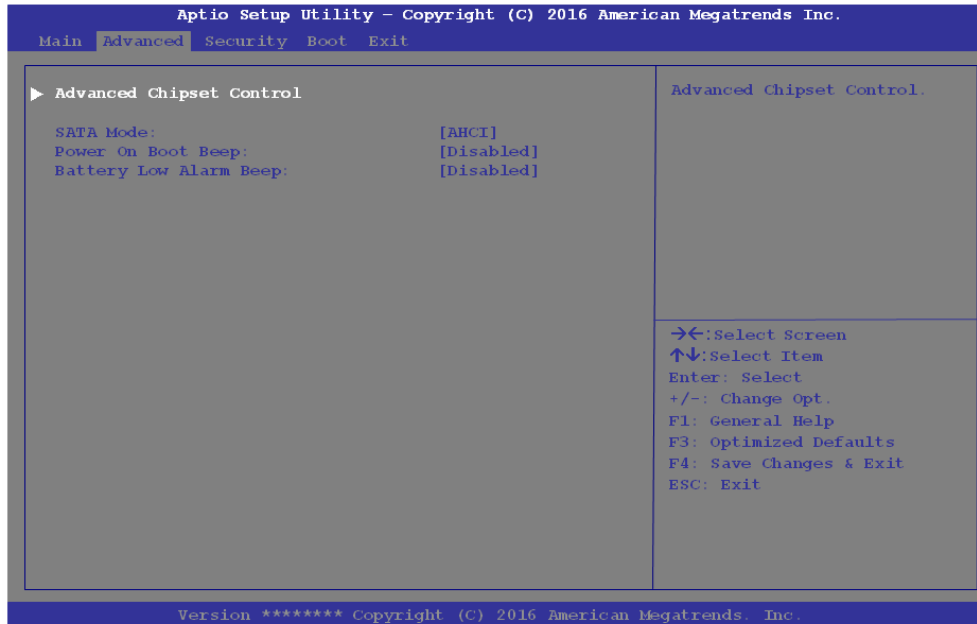 Aptio Setup Utility – Copyright (C) 2016 American Megatrends Inc.
Main Advanced Security Boot Exit
▶ Advanced Chipset Control
SATA Mode: [AHCI]
Power On Boot Beep: [Disabled]
Battery Low Alarm Beep: [Disabled]
Advanced Chipset Control.
→←:Select Screen
↑↓:Select Item
Enter: Select
+/-: Change Opt.
F1: General Help
F3: Optimized Defaults
F4: Save Changes & Exit
ESC: Exit
Version ******** Copyright (C) 2016 American Megatrends. Inc.